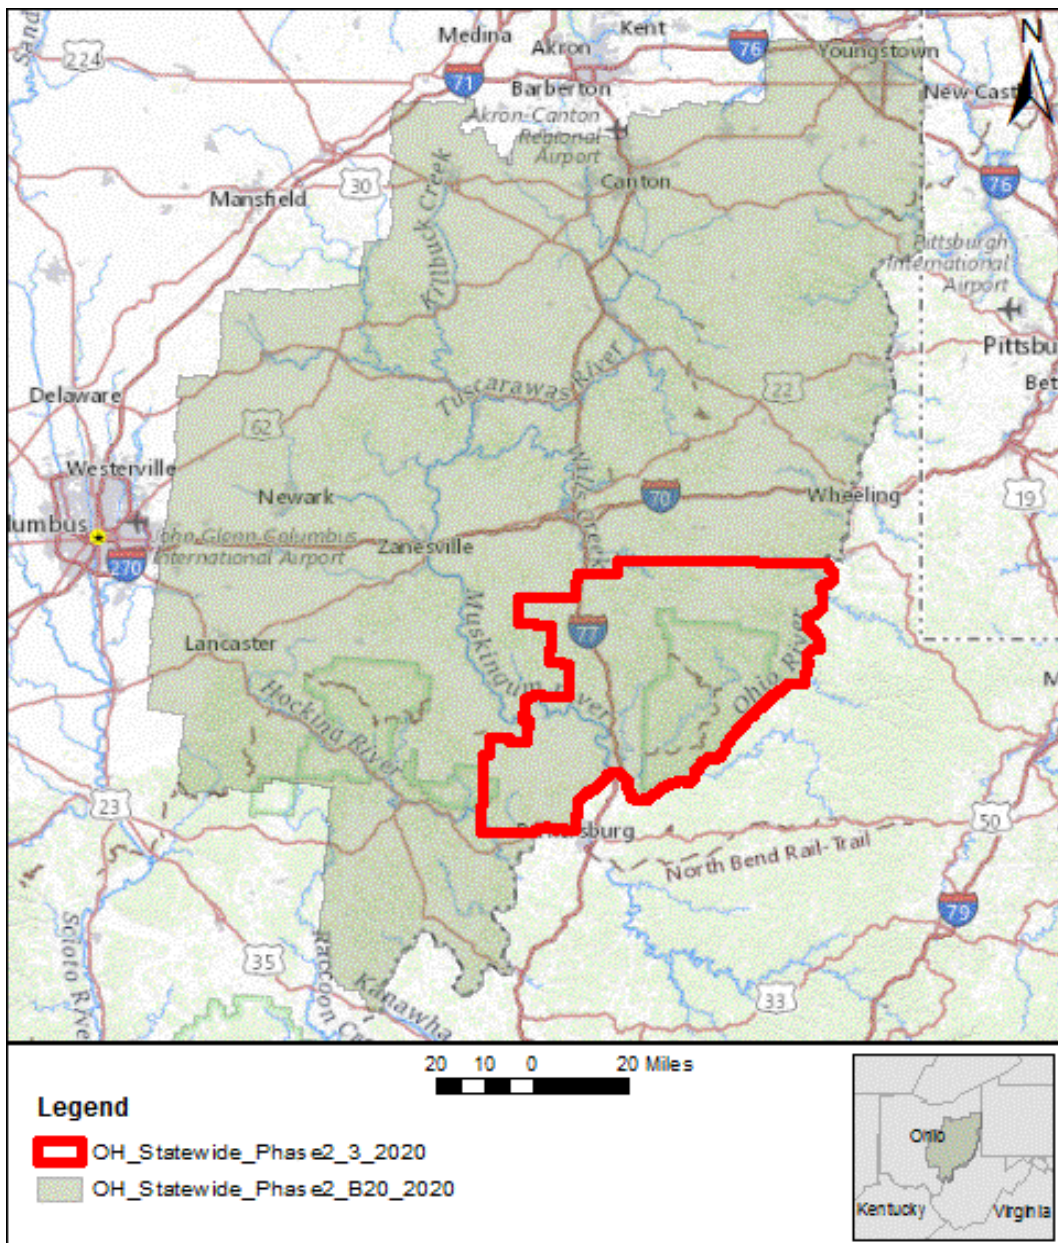 Sand
224
Medina
Akron
Kent
76
Youngstown
N
71
Barberton
New Cast
Akron-Canton
Regional
Airport
Mansfield
30
Canton
76
Killbuck Creek
Pittsburgh
International
Airport
Pittsbu
Delaware
Tuscarawas River
22
Bet
62
Westerville
Newark
Wills Creek
70
Wheeling
19
lumbus
John Glenn Columbus
International Airport
Zanesville
270
Lancaster
Muskingum River
77
Ohio River
M
Hocking River
23
50
North Bend Rail-Trail
79
Scioto Rive
35
Raccoon Cr
Kanawha
33
20 10 0 20 Miles
Legend
OH_Statewide_Phase2_3_2020
OH_Statewide_Phase2_B20_2020
Ohio
Kentucky
Virginia